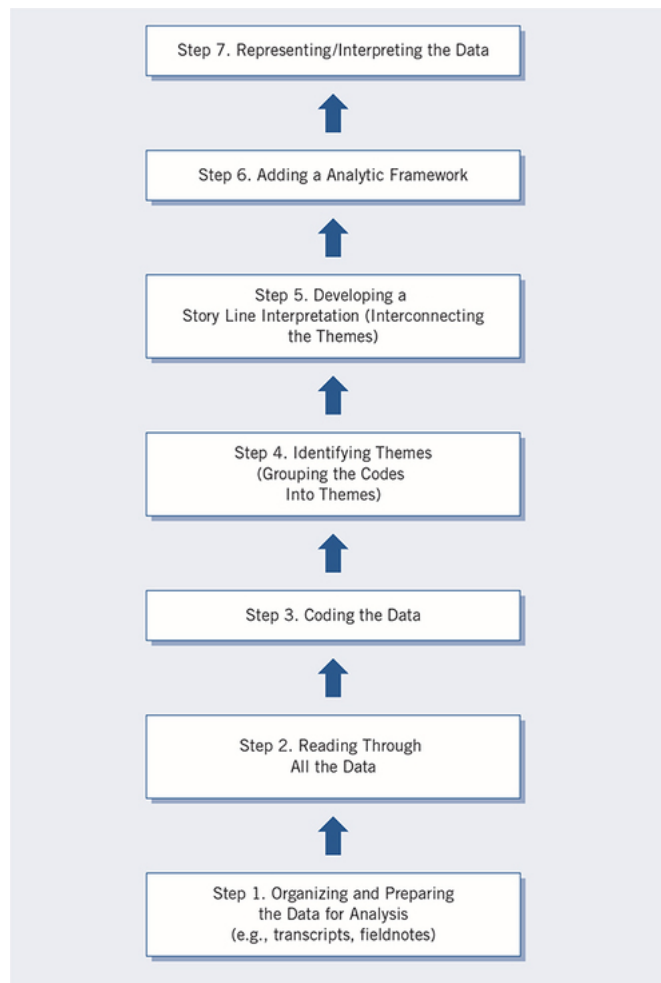 Step 7. Representing/Interpreting the Data
Step 6. Adding a Analytic Framework
Step 5. Developing a
Story Line Interpretation (Interconnecting
the Themes)
Step 4. Identifying Themes
(Grouping the Codes
Into Themes)
Step 3. Coding the Data
Step 2. Reading Through
All the Data
Step 1. Organizing and Preparing
the Data for Analysis
(e.g., transcripts, fieldnotes)